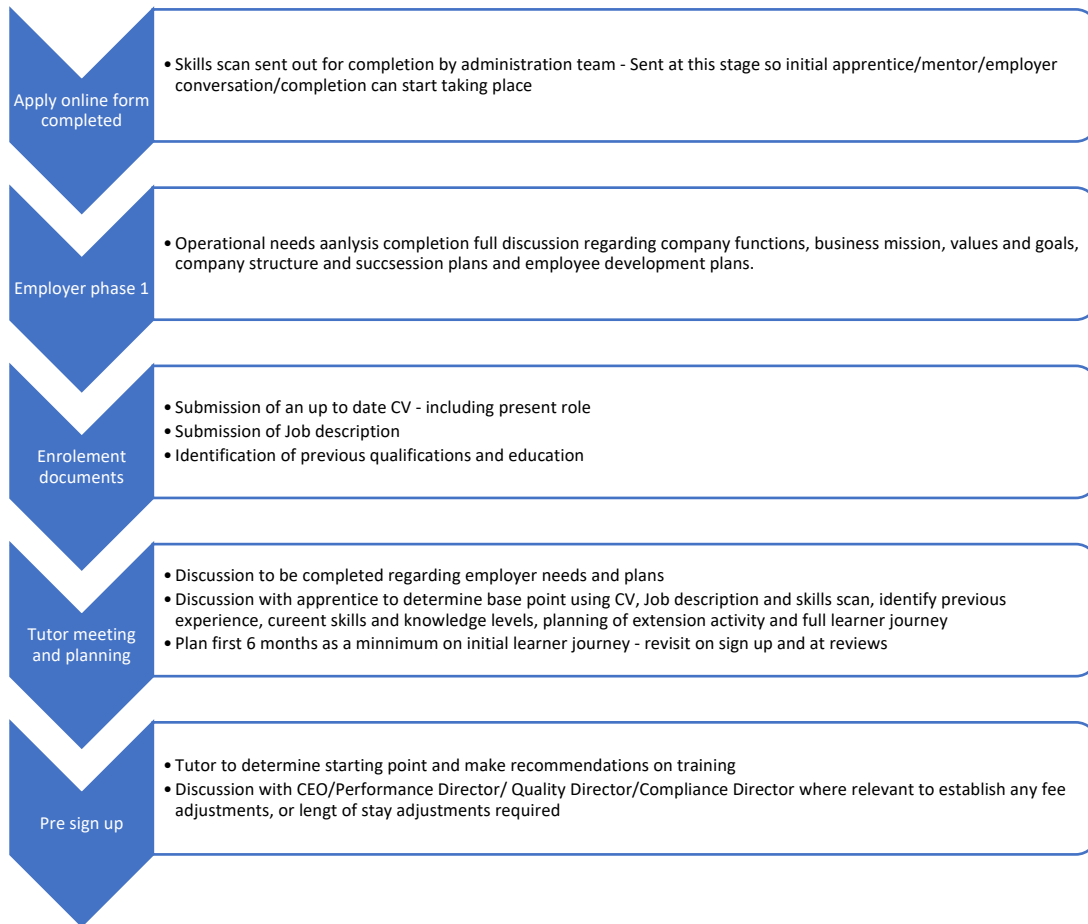 Apply online form
completed
• Skills scan sent out for completion by administration team - Sent at this stage so initial apprentice/mentor/employer
conversation/completion can start taking place
Employer phase 1
• Operational needs aanlysis completion full discussion regarding company functions, business mission, values and goals,
company structure and succsession plans and employee development plans.
Enrolement
documents
• Submission of an up to date CV - including present role
• Submission of Job description
• Identification of previous qualifications and education
Tutor meeting
and planning
• Discussion to be completed regarding employer needs and plans
• Discussion with apprentice to determine base point using CV, Job description and skills scan, identify previous
experience, cureent skills and knowledge levels, planning of extension activity and full learner journey
• Plan first 6 months as a minnimum on initial learner journey - revisit on sign up and at reviews
Pre sign up
• Tutor to determine starting point and make recommendations on training
• Discussion with CEO/Performance Director/ Quality Director/Compliance Director where relevant to establish any fee
adjustments, or lengt of stay adjustments required